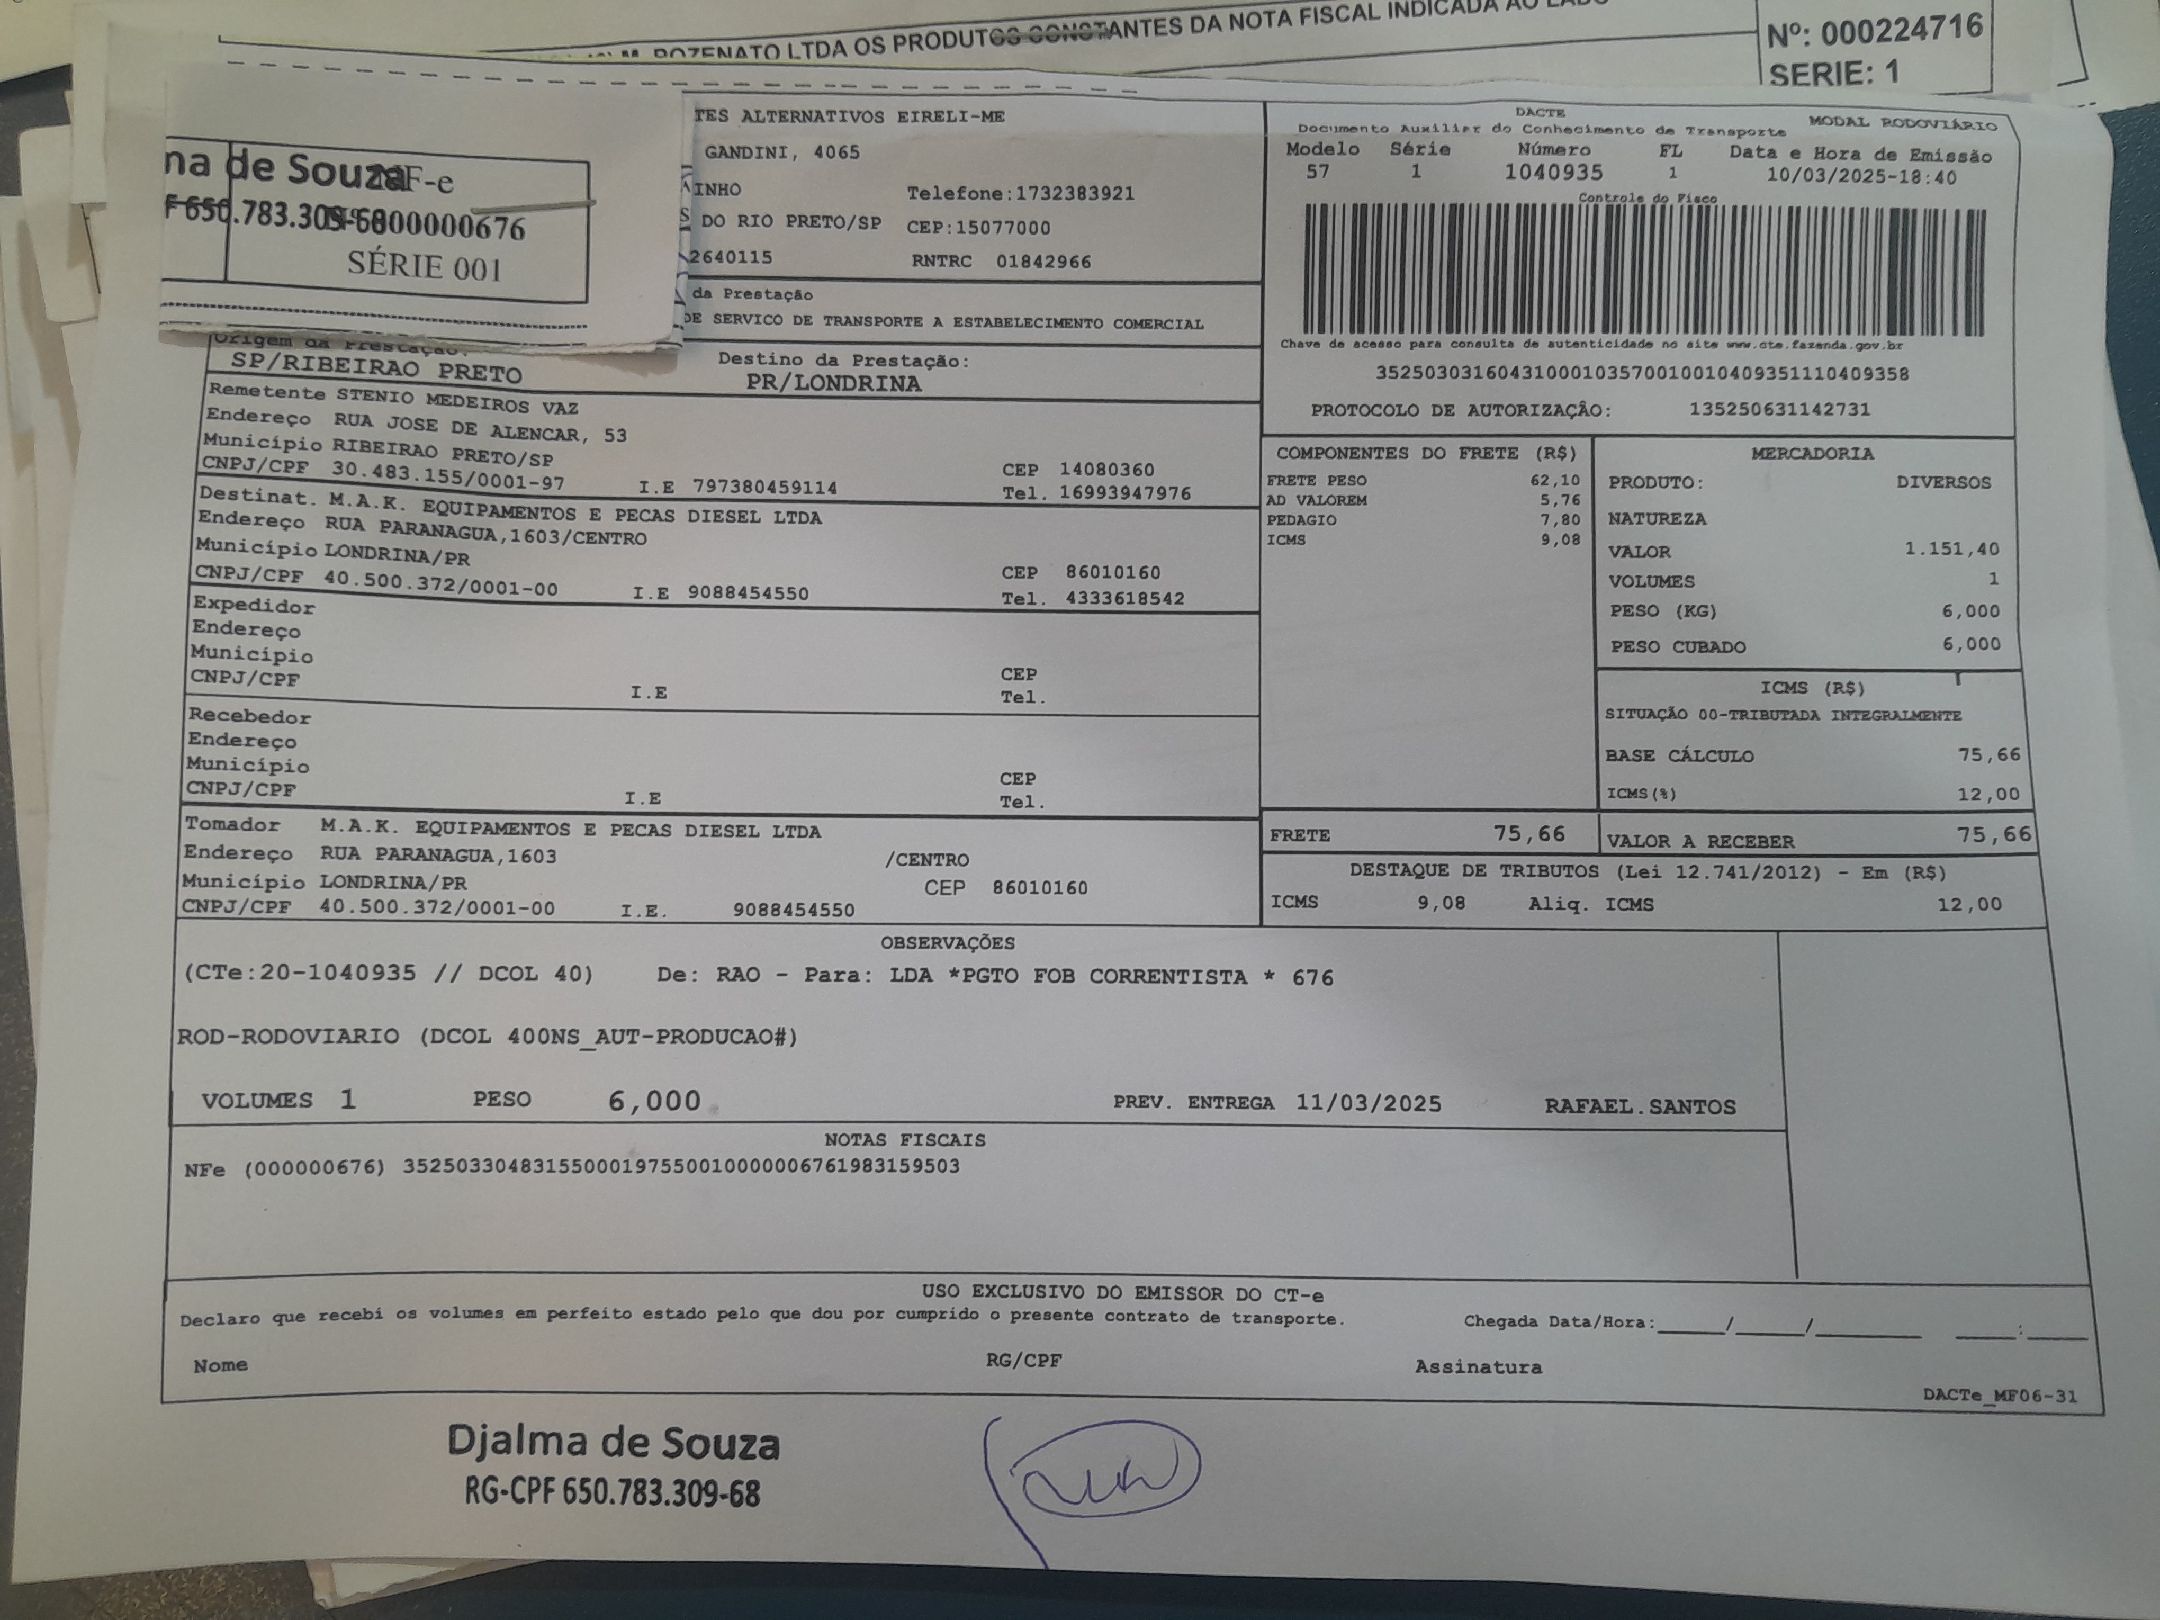 ROZENATO LTDA OS PRODUTOS CONSTANTES DA NOTA FISCAL INDICADA AO LADO
Nº: 000224716
SERIE: 1
na de Souza
NF-e
F 650.783.309-68
000000676
SÉRIE 001
TES ALTERNATIVOS EIRELI-ME
GANDINI, 4065
INHO Telefone:1732383921
DO RIO PRETO/SP CEP:15077000
2640115 RNTRC 01842966
da Prestação
DE SERVICO DE TRANSPORTE A ESTABELECIMENTO COMERCIAL
DACTE
Documento Auxiliar do Conhecimento de Transporte MODAL RODOVIÁRIO
Modelo Série Número FL Data e Hora de Emissão
57 1 1040935 1 10/03/2025-18:40
Controle do Fisco
Chave de acesso para consulta de autenticidade no site www.cte.fazenda.gov.br
35250303160431000103570010010409351110409358
PROTOCOLO DE AUTORIZAÇÃO: 135250631142731
Origem da Prestação: Destino da Prestação:
SP/RIBEIRAO PRETO PR/LONDRINA
Remetente STENIO MEDEIROS VAZ
Endereço RUA JOSE DE ALENCAR, 53
Município RIBEIRAO PRETO/SP CEP 14080360
CNPJ/CPF 30.483.155/0001-97 I.E 797380459114 Tel. 16993947976
Destinat. M.A.K. EQUIPAMENTOS E PECAS DIESEL LTDA
Endereço RUA PARANAGUA,1603/CENTRO
Município LONDRINA/PR CEP 86010160
CNPJ/CPF 40.500.372/0001-00 I.E 9088454550 Tel. 4333618542
Expedidor
Endereço
Município CEP
CNPJ/CPF I.E Tel.
Recebedor
Endereço
Município CEP
CNPJ/CPF I.E Tel.
Tomador M.A.K. EQUIPAMENTOS E PECAS DIESEL LTDA
Endereço RUA PARANAGUA,1603 /CENTRO
Município LONDRINA/PR CEP 86010160
CNPJ/CPF 40.500.372/0001-00 I.E. 9088454550
COMPONENTES DO FRETE (R$)
FRETE PESO 62,10
AD VALOREM 5,76
PEDAGIO 7,80
ICMS 9,08
MERCADORIA
PRODUTO: DIVERSOS
NATUREZA
VALOR 1.151,40
VOLUMES 1
PESO (KG) 6,000
PESO CUBADO 6,000
ICMS (R$)
SITUAÇÃO 00-TRIBUTADA INTEGRALMENTE
BASE CÁLCULO 75,66
ICMS(%) 12,00
FRETE 75,66 VALOR A RECEBER 75,66
DESTAQUE DE TRIBUTOS (Lei 12.741/2012) - Em (R$)
ICMS 9,08 Aliq. ICMS 12,00
OBSERVAÇÕES
(CTe:20-1040935 // DCOL 40) De: RAO - Para: LDA *PGTO FOB CORRENTISTA * 676
ROD-RODOVIARIO (DCOL 400NS_AUT-PRODUCAO#)
VOLUMES 1 PESO 6,000 PREV. ENTREGA 11/03/2025 RAFAEL.SANTOS
NOTAS FISCAIS
NFe (000000676) 35250330483155000197550010000006761983159503
USO EXCLUSIVO DO EMISSOR DO CT-e
Declaro que recebi os volumes em perfeito estado pelo que dou por cumprido o presente contrato de transporte. Chegada Data/Hora:____/____/______ ____:____
Nome RG/CPF Assinatura
DACTe_MF06-31
Djalma de Souza
RG-CPF 650.783.309-68